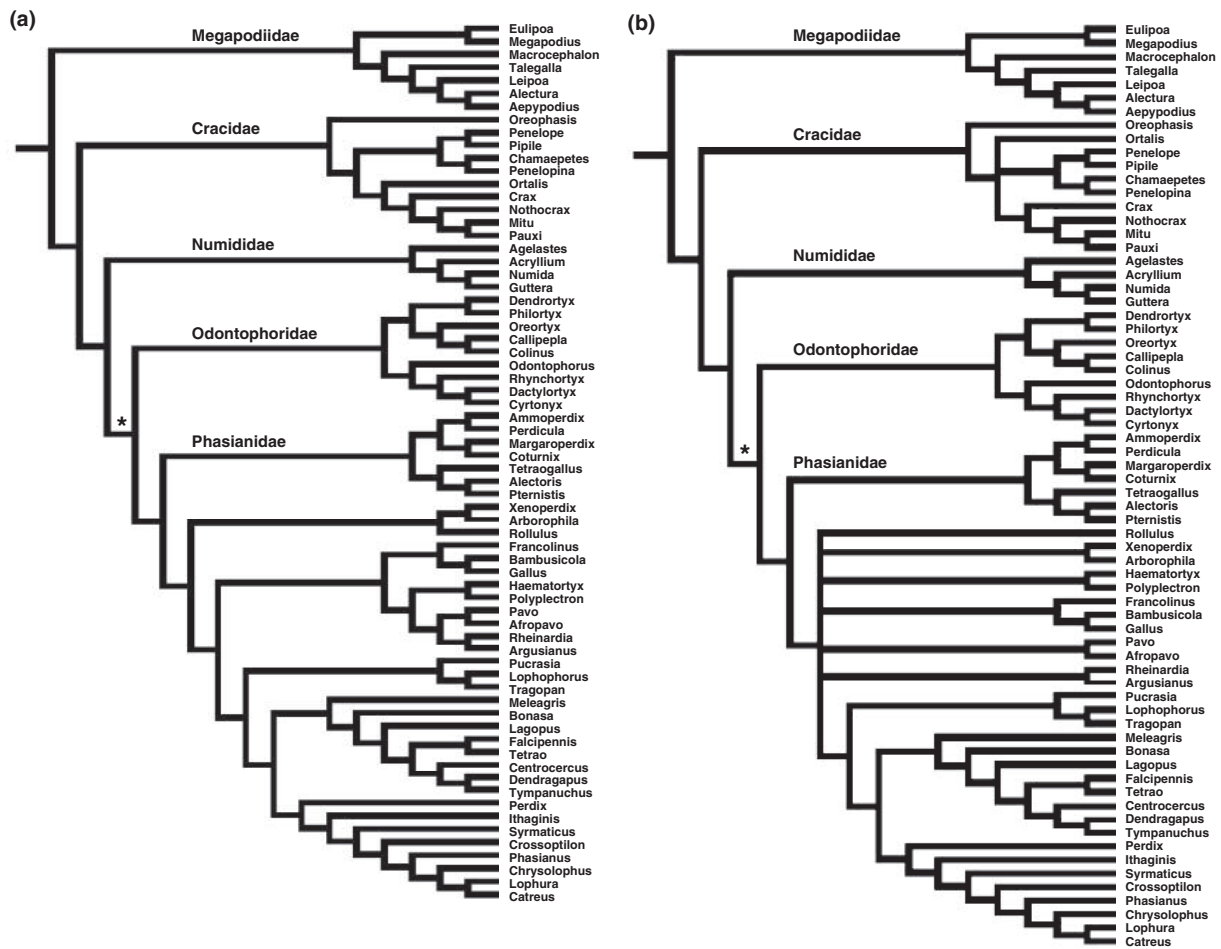 (a)
Megapodiidae
Eulipoa
Megapodius
Macrocephalon
Talegalla
Leipoa
Alectura
Aepypodius
Cracidae
Oreophasis
Penelope
Pipile
Chamaepetes
Penelopina
Ortalis
Crax
Nothocrax
Mitu
Pauxi
Numididae
Agelastes
Acryllium
Numida
Guttera
Odontophoridae
Dendrortyx
Philortyx
Oreortyx
Callipepla
Colinus
Odontophorus
Rhynchortyx
Dactylortyx
Cyrtonyx
*
Phasianidae
Ammoperdix
Perdicula
Margaroperdix
Coturnix
Tetraogallus
Alectoris
Pternistis
Xenoperdix
Arborophila
Rollulus
Francolinus
Bambusicola
Gallus
Haematortyx
Polyplectron
Pavo
Afropavo
Rheinardia
Argusianus
Pucrasia
Lophophorus
Tragopan
Meleagris
Bonasa
Lagopus
Falcipennis
Tetrao
Centrocercus
Dendragapus
Tympanuchus
Perdix
Ithaginis
Syrmaticus
Crossoptilon
Phasianus
Chrysolophus
Lophura
Catreus
(b)
Megapodiidae
Eulipoa
Megapodius
Macrocephalon
Talegalla
Leipoa
Alectura
Aepypodius
Cracidae
Oreophasis
Ortalis
Penelope
Pipile
Chamaepetes
Penelopina
Crax
Nothocrax
Mitu
Pauxi
Numididae
Agelastes
Acryllium
Numida
Guttera
Odontophoridae
Dendrortyx
Philortyx
Oreortyx
Callipepla
Colinus
Odontophorus
Rhynchortyx
Dactylortyx
Cyrtonyx
*
Phasianidae
Ammoperdix
Perdicula
Margaroperdix
Coturnix
Tetraogallus
Alectoris
Pternistis
Rollulus
Xenoperdix
Arborophila
Haematortyx
Polyplectron
Francolinus
Bambusicola
Gallus
Pavo
Afropavo
Rheinardia
Argusianus
Pucrasia
Lophophorus
Tragopan
Meleagris
Bonasa
Lagopus
Falcipennis
Tetrao
Centrocercus
Dendragapus
Tympanuchus
Perdix
Ithaginis
Syrmaticus
Crossoptilon
Phasianus
Chrysolophus
Lophura
Catreus